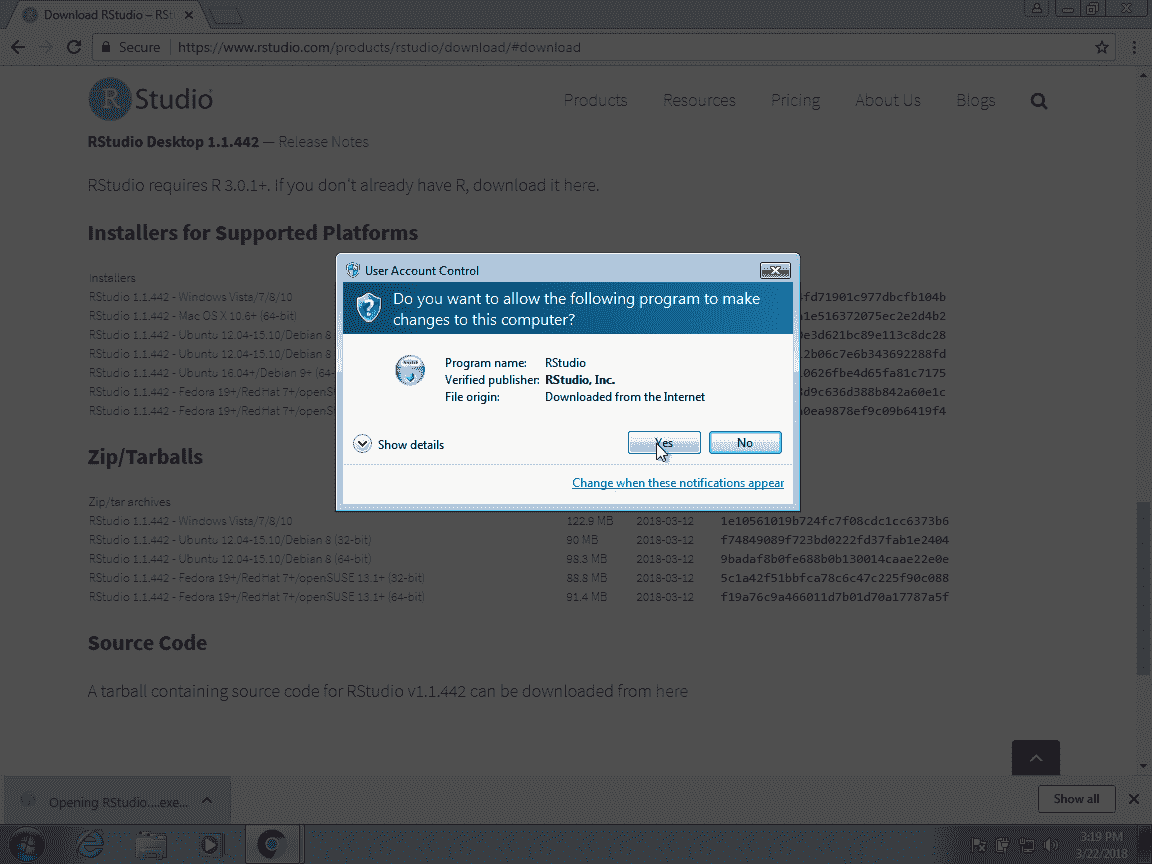 Download RStudio – RSt
Secure https://www.rstudio.com/products/rstudio/download/#download
R Studio
Products Resources Pricing About Us Blogs
RStudio Desktop 1.1.442 — Release Notes
RStudio requires R 3.0.1+. If you don't already have R, download it here.
Installers for Supported Platforms
Installers
RStudio 1.1.442 - Windows Vista/7/8/10 fd71901c977dbcfb104b
RStudio 1.1.442 - Mac OS X 10.6+ (64-bit) a1e516372075ec2e2d4b2
RStudio 1.1.442 - Ubuntu 12.04-15.10/Debian 8 e3d621bc89e113c8dc28
RStudio 1.1.442 - Ubuntu 12.04-15.10/Debian 8 2b06c7e6b343692288fd
RStudio 1.1.442 - Ubuntu 16.04+/Debian 9+ (64- 0626fbe4d65fa81c7175
RStudio 1.1.442 - Fedora 19+/RedHat 7+/openS d9c636d388b842a60e1c
RStudio 1.1.442 - Fedora 19+/RedHat 7+/openS 0ea9878ef9c09b6419f4
User Account Control
Do you want to allow the following program to make
changes to this computer?
Program name: RStudio
Verified publisher: RStudio, Inc.
File origin: Downloaded from the Internet
Show details
Yes No
Change when these notifications appear
Zip/Tarballs
Zip/tar archives
RStudio 1.1.442 - Windows Vista/7/8/10 122.9 MB 2018-03-12 1e10561019b724fc7f08cdc1cc6373b6
RStudio 1.1.442 - Ubuntu 12.04-15.10/Debian 8 (32-bit) 90 MB 2018-03-12 f74849089f723bd0222fd37fab1e2404
RStudio 1.1.442 - Ubuntu 12.04-15.10/Debian 8 (64-bit) 98.3 MB 2018-03-12 9badaf8b0fe688b0b130014caae22e0e
RStudio 1.1.442 - Fedora 19+/RedHat 7+/openSUSE 13.1+ (32-bit) 88.8 MB 2018-03-12 5c1a42f51bbfca78c6c47c225f90c088
RStudio 1.1.442 - Fedora 19+/RedHat 7+/openSUSE 13.1+ (64-bit) 91.4 MB 2018-03-12 f19a76c9a466011d7b01d70a17787a5f
Source Code
A tarball containing source code for RStudio v1.1.442 can be downloaded from here
Opening RStudio....exe...
Show all
3:19 PM
3/22/2018